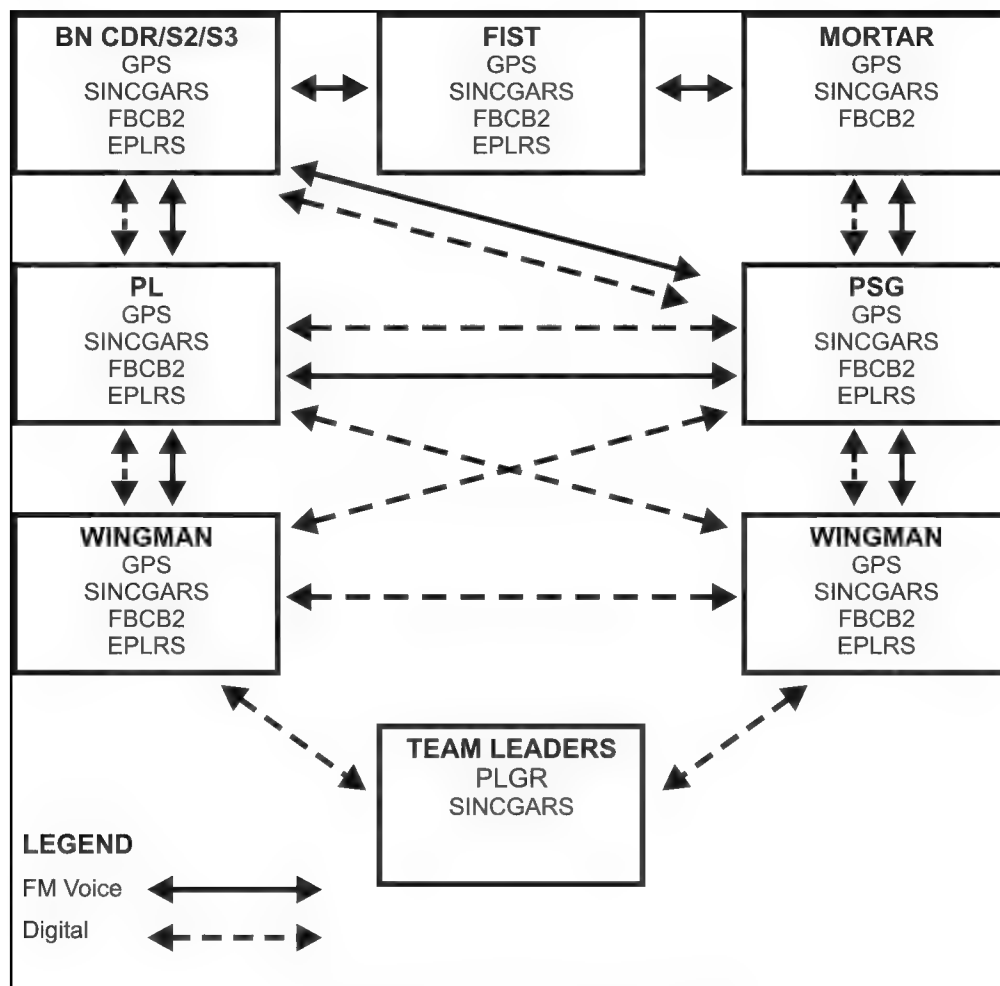 BN CDR/S2/S3
GPS
SINCGARS
FBCB2
EPLRS
FIST
GPS
SINCGARS
FBCB2
EPLRS
MORTAR
GPS
SINCGARS
FBCB2
PL
GPS
SINCGARS
FBCB2
EPLRS
PSG
GPS
SINCGARS
FBCB2
EPLRS
WINGMAN
GPS
SINCGARS
FBCB2
EPLRS
WINGMAN
GPS
SINCGARS
FBCB2
EPLRS
TEAM LEADERS
PLGR
SINCGARS
LEGEND
FM Voice
Digital